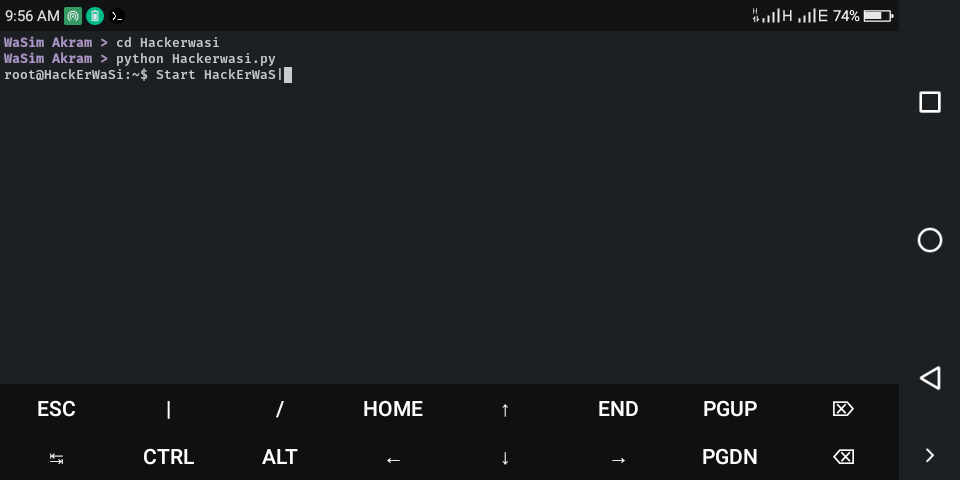 9:56 AM H E 74%
WaSim Akram > cd Hackerwasi
WaSim Akram > python Hackerwasi.py
root@HackErWaSi:~$ Start HackErWaS|
ESC | / HOME ↑ END PGUP
CTRL ALT ← ↓ → PGDN